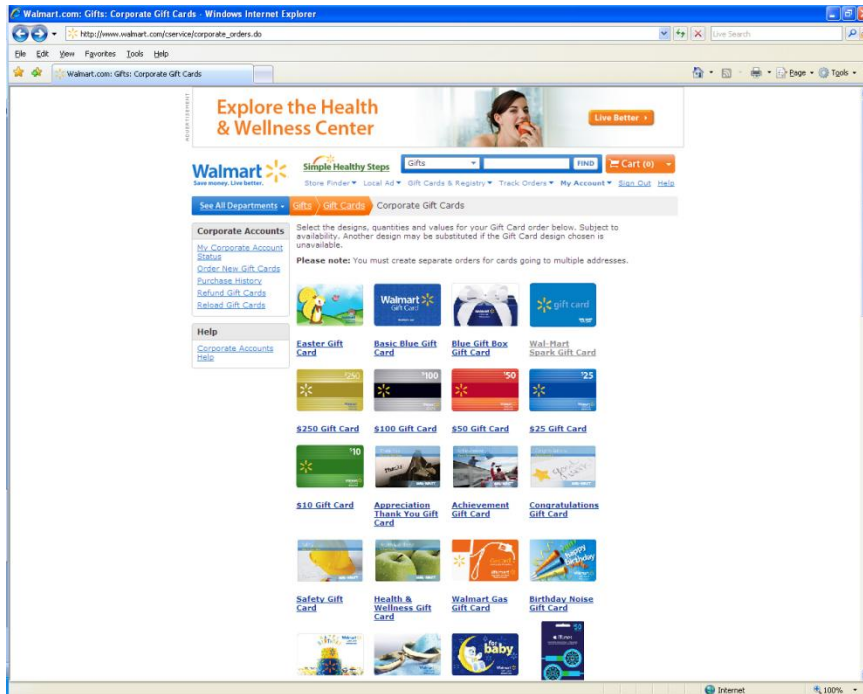 Walmart.com: Gifts: Corporate Gift Cards - Windows Internet Explorer
http://www.walmart.com/cservice/corporate_orders.do
Live Search
File Edit View Favorites Tools Help
Walmart.com: Gifts: Corporate Gift Cards
Page Tools
ADVERTISEMENT
Explore the Health
& Wellness Center
Live Better
Walmart
Save money. Live better.
Simple Healthy Steps
Gifts
FIND
Cart (0)
Store Finder Local Ad Gift Cards & Registry Track Orders My Account Sign Out Help
See All Departments Gifts Gift Cards Corporate Gift Cards
Corporate Accounts
My Corporate Account
Status
Order New Gift Cards
Purchase History
Refund Gift Cards
Reload Gift Cards
Help
Corporate Accounts
Help
Select the designs, quantities and values for your Gift Card order below. Subject to
availability. Another design may be substituted if the Gift Card design chosen is
unavailable.
Please note: You must create separate orders for cards going to multiple addresses.
Walmart
Gift Card
gift card
Easter Gift
Card
Basic Blue Gift
Card
Blue Gift Box
Gift Card
Wal-Mart
Spark Gift Card
$250
$100
$50
$25
$250 Gift Card
$100 Gift Card
$50 Gift Card
$25 Gift Card
$10
$10 Gift Card
Appreciation
Thank You Gift
Card
Achievement
Gift Card
Congratulations
Gift Card
happy
birthday
Safety Gift
Card
Health &
Wellness Gift
Card
Walmart Gas
Gift Card
Birthday Noise
Gift Card
Walmart
for
baby
Internet
100%